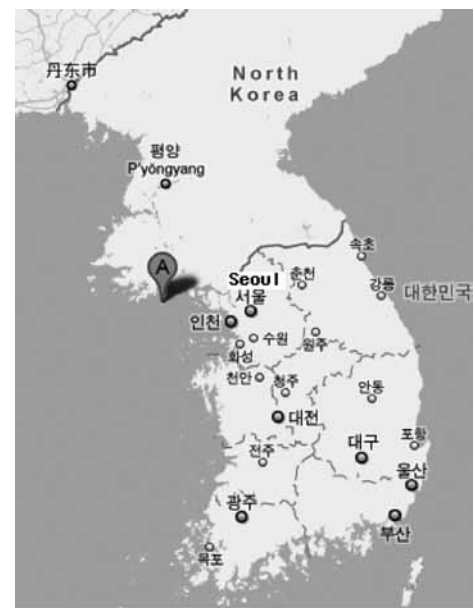 丹东市
North
Korea
평양
P'yŏngyang
A
속초
Seoul
춘천
서울
강릉
대한민국
인천
수원
원주
화성
천안
청주
안동
대전
포항
전주
대구
울산
광주
부산
목포